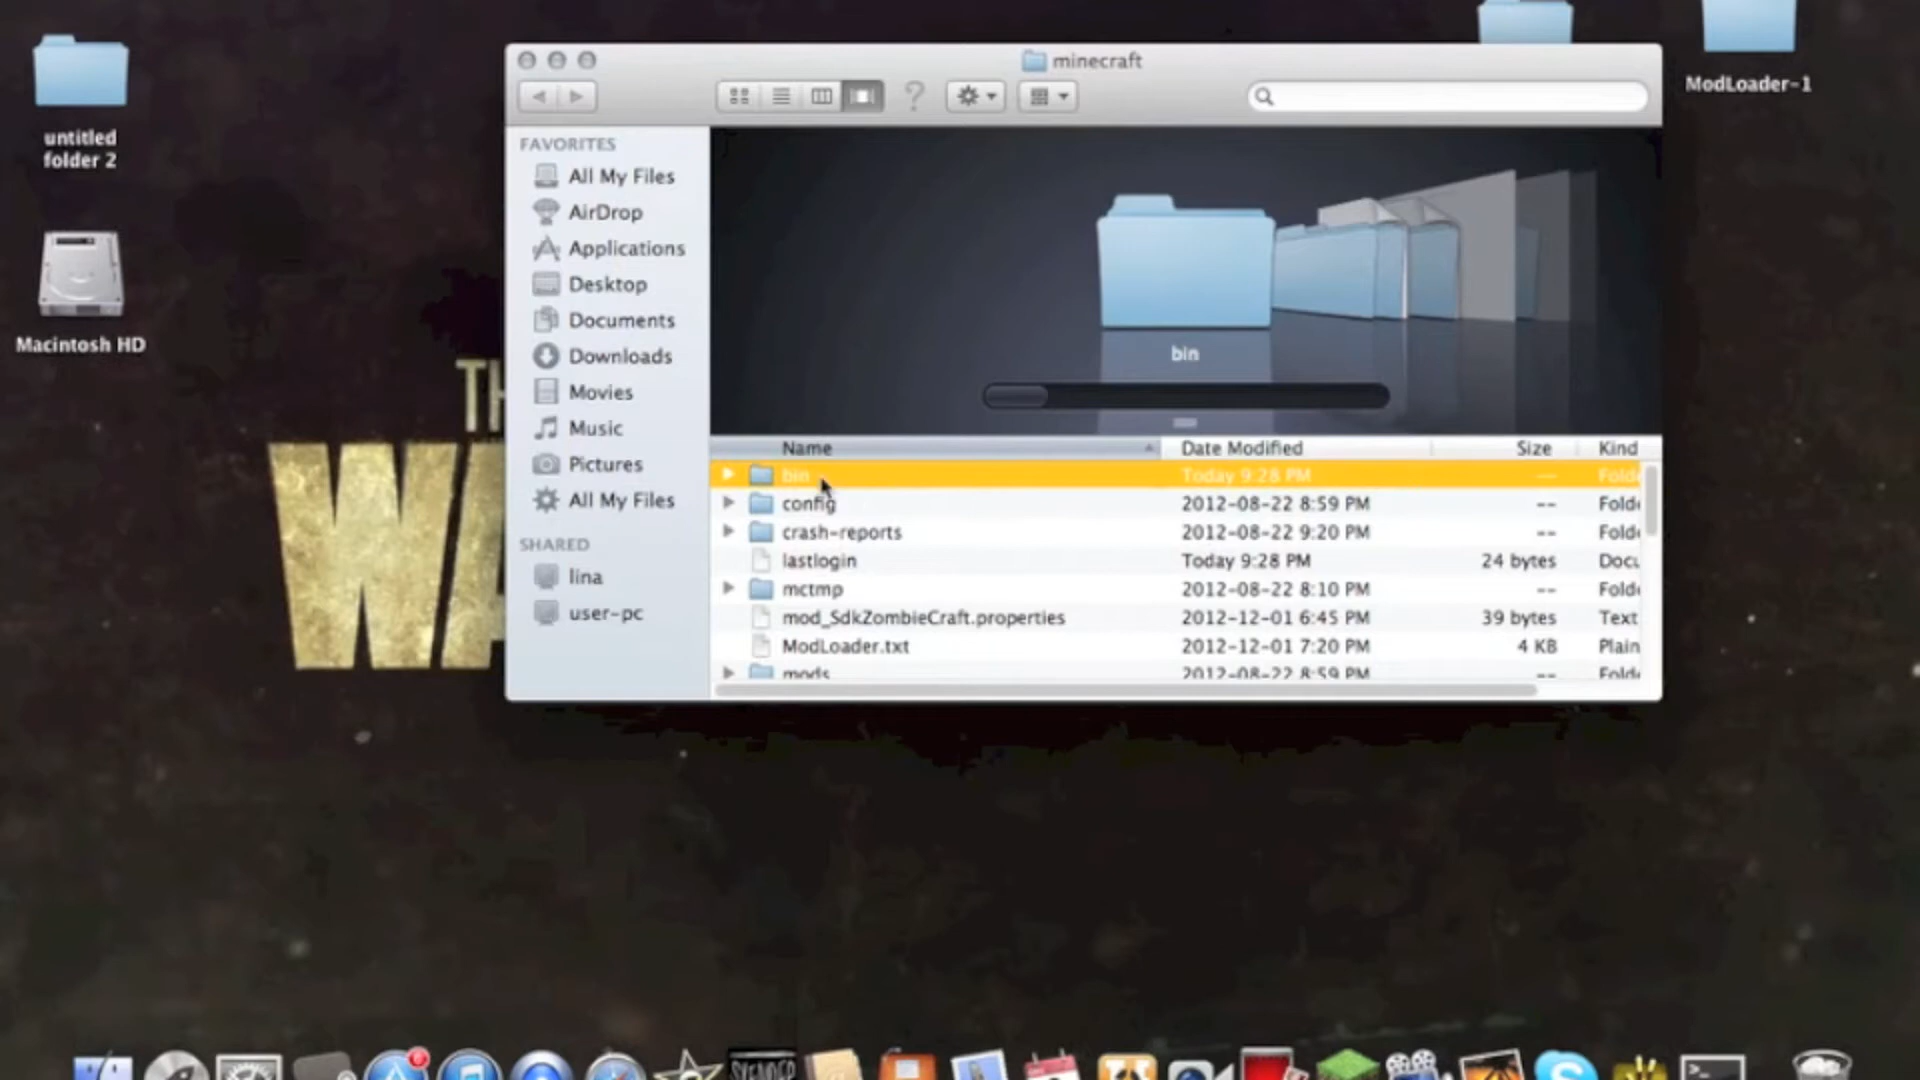 minecraft
ModLoader-1
untitled
folder 2
Macintosh HD
FAVORITES
All My Files
AirDrop
Applications
Desktop
Documents
Downloads
Movies
Music
Pictures
All My Files
SHARED
lina
user-pc
bin
Name Date Modified Size Kind
bin Today 9:28 PM -- Folde
config 2012-08-22 8:59 PM -- Folde
crash-reports 2012-08-22 9:20 PM -- Folde
lastlogin Today 9:28 PM 24 bytes Docu
mctmp 2012-08-22 8:10 PM -- Folde
mod_SdkZombieCraft.properties 2012-12-01 6:45 PM 39 bytes Text
ModLoader.txt 2012-12-01 7:20 PM 4 KB Plain
mods 2012-08-22 8:59 PM -- Folde
TH
WA
SLENDER